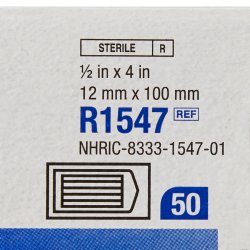 STERILE R
½ in x 4 in
12 mm x 100 mm
R1547 REF
NHRIC-8333-1547-01
50